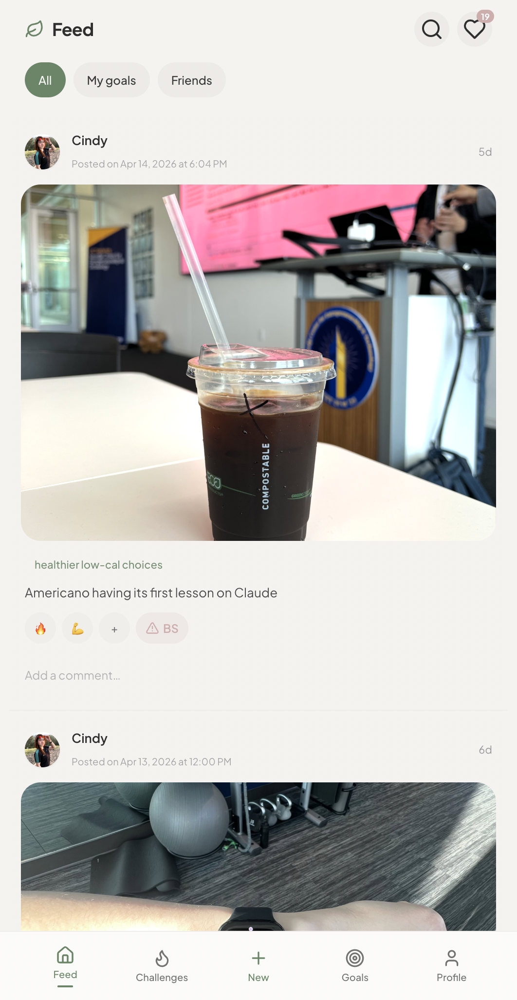 Feed
19
All
My goals
Friends
Cindy
Posted on Apr 14, 2026 at 6:04 PM
5d
COMPOSTABLE
eco
healthier low-cal choices
Americano having its first lesson on Claude
+
BS
Add a comment...
Cindy
Posted on Apr 13, 2026 at 12:00 PM
6d
Feed
Challenges
New
Goals
Profile